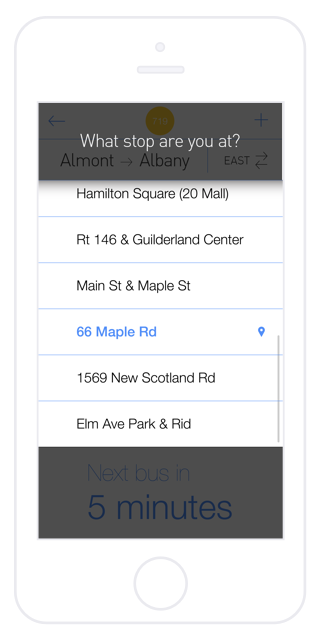 What stop are you at?
Almont → Albany EAST
Hamilton Square (20 Mall)
Rt 146 & Guilderland Center
Main St & Maple St
66 Maple Rd
1569 New Scotland Rd
Elm Ave Park & Rid
Next bus in
5 minutes